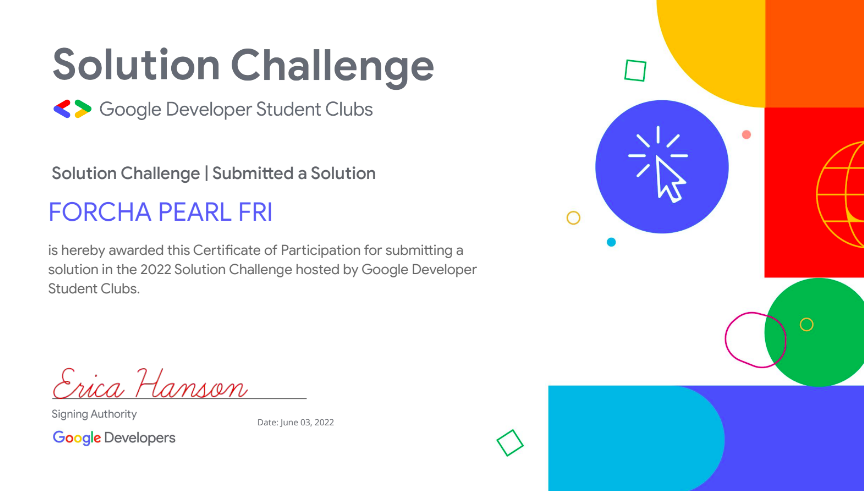 Solution Challenge
Google Developer Student Clubs
Solution Challenge | Submitted a Solution
FORCHA PEARL FRI
is hereby awarded this Certificate of Participation for submitting a
solution in the 2022 Solution Challenge hosted by Google Developer
Student Clubs.
Erica Hanson
Signing Authority
Date: June 03, 2022
Google Developers